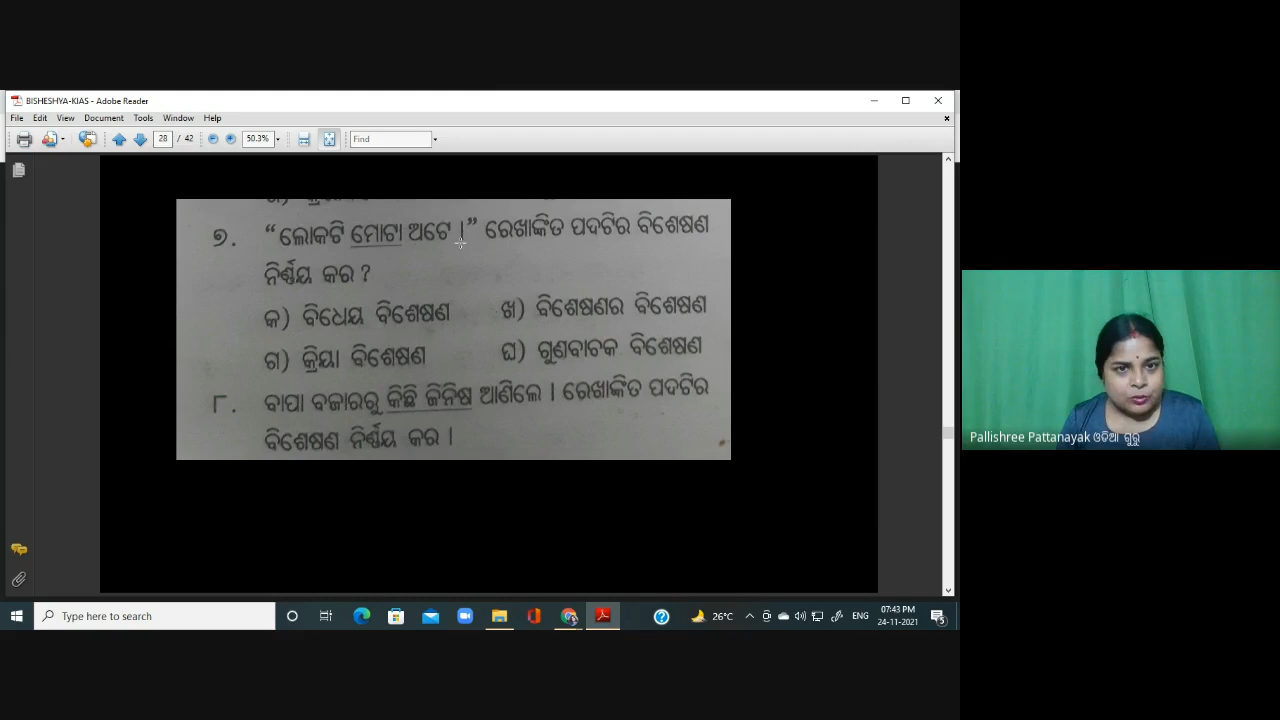 BISHESHYA-KIAS - Adobe Reader
File Edit View Document Tools Window Help
28 / 42 50.3% Find
୭. “ଲୋକଟି ମୋଟା ଅଟେ ।” ରେଖାଙ୍କିତ ପଦଟିର ବିଶେଷଣ
ନିର୍ଣ୍ଣୟ କର ?
କ) ବିଧେୟ ବିଶେଷଣ ଖ) ବିଶେଷଣର ବିଶେଷଣ
ଗ) କ୍ରିୟା ବିଶେଷଣ ଘ) ଗୁଣବାଚକ ବିଶେଷଣ
୮. ବାପା ବଜାରରୁ କିଛି ଜିନିଷ ଆଣିଲେ । ରେଖାଙ୍କିତ ପଦଟିର
ବିଶେଷଣ ନିର୍ଣ୍ଣୟ କର ।
Pallishree Pattanayak ଓଡିଆ ଗୁରୁ
Type here to search
26°C ENG
07:43 PM
24-11-2021
5